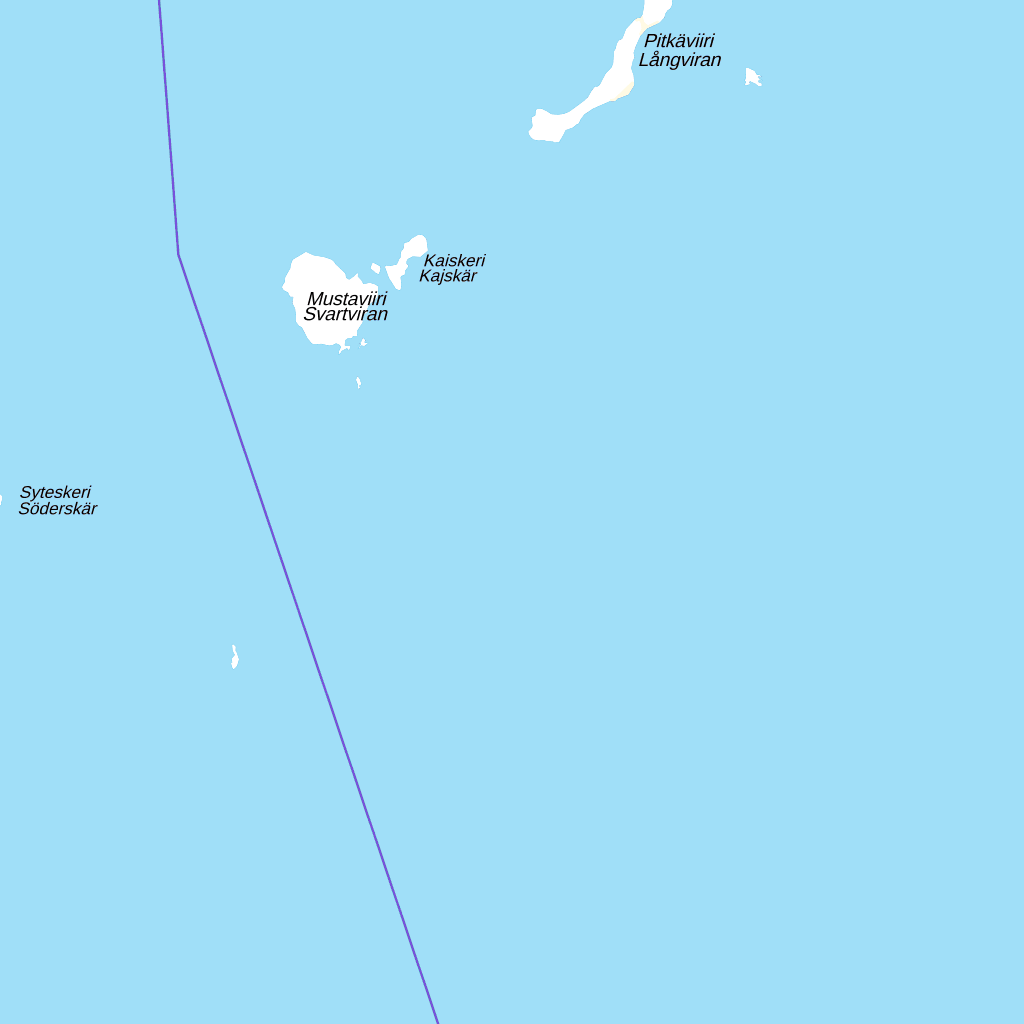 Pitkäviiri
Långviran
Kaiskeri
Kajskär
Mustaviiri
Svartviran
Syteskeri
Söderskär